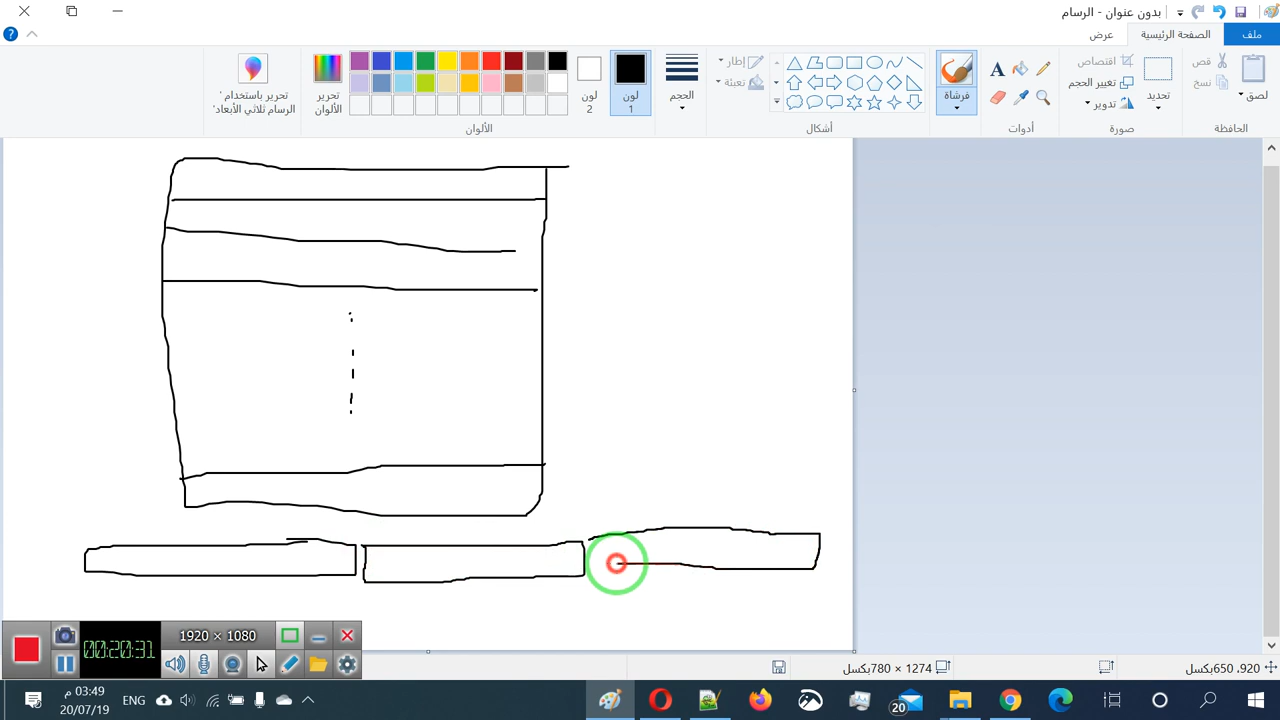 بدون عنوان - الرسام
ملف
الصفحة الرئيسية
عرض
لصق
قص
نسخ
الحافظة
تحديد
اقتصاص
تغيير الحجم
تدوير
صورة
أدوات
فرشاة
إطار
تعبئة
أشكال
الحجم
لون
1
لون
2
تحرير
الألوان
الألوان
تحرير باستخدام
الرسام ثلاثي الأبعاد
1920 × 1080
00:20:31
1274 × 780بكسل
920, 650بكسل
03:49 م
20/07/19
ENG
20